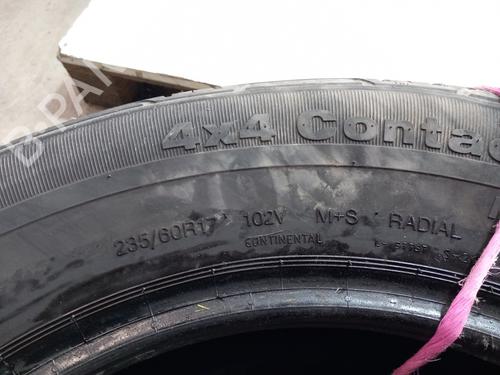 4x4 Contac
235/60R17 102V M+S RADIAL
CONTINENTAL